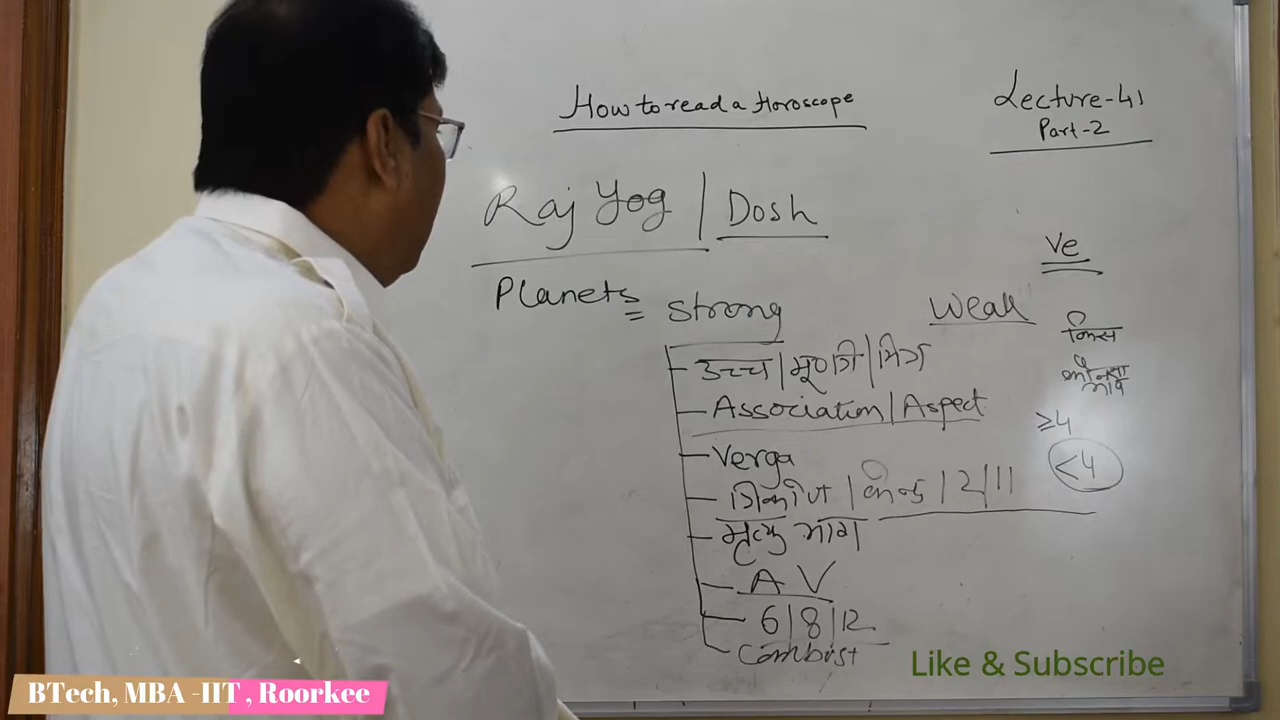 How to read a Horoscope
Lecture-41
Part-2
Raj Yog | Dosh
Ve
Planets = Strong
Weak
उच्च | मू०त्रि | मित्र
Association | Aspect
≥4
Verga
<4
त्रिकोण | केन्द्र | 2 | 11
मृत्यु भाग
AV
6 | 8 | 12
Combust
Like & Subscribe
BTech, MBA -IIT , Roorkee